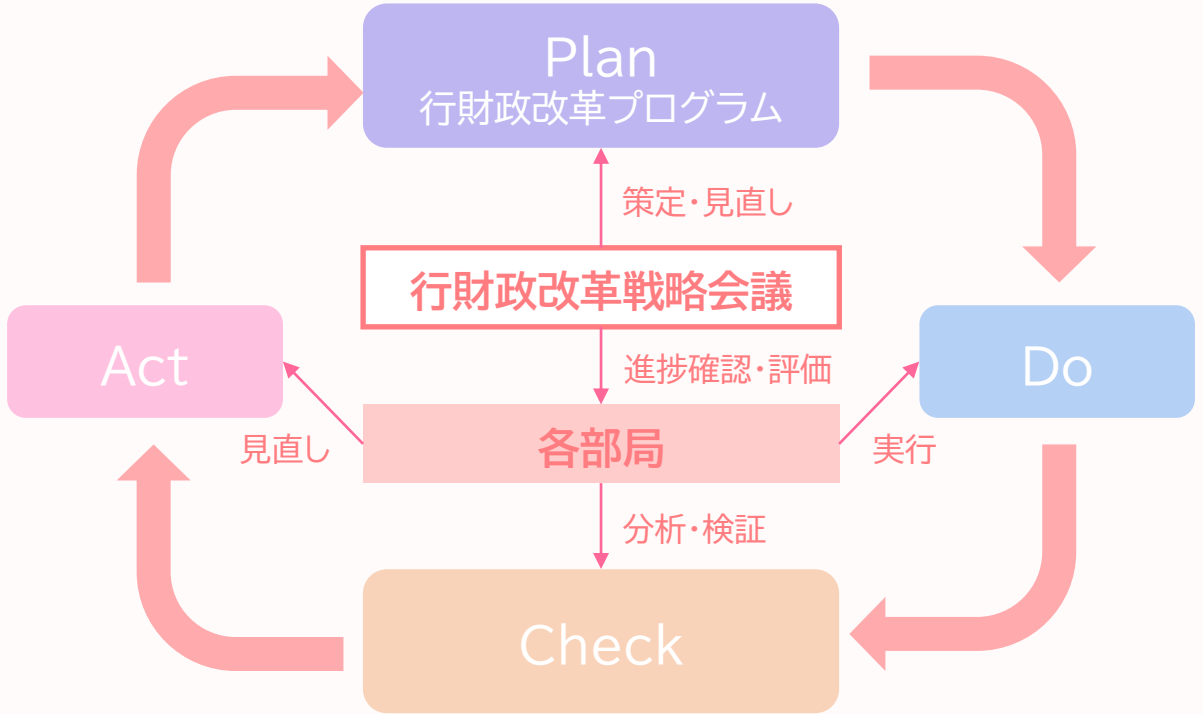 Plan
行財政改革プログラム
策定・見直し
行財政改革戦略会議
進捗確認・評価
Act
Do
各部局
見直し
実行
分析・検証
Check